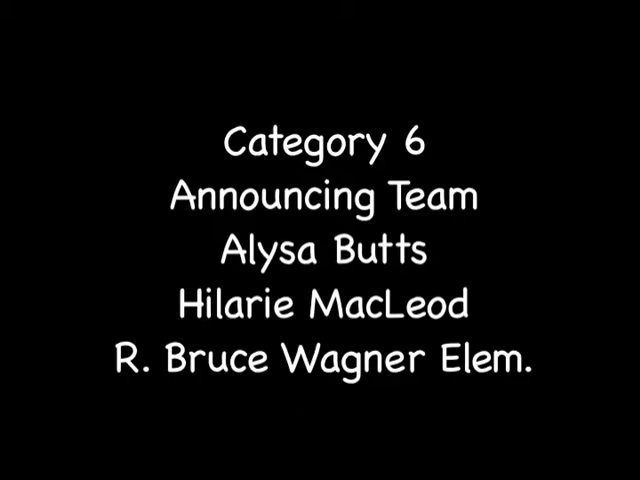 Category 6
Announcing Team
Alysa Butts
Hilarie MacLeod
R. Bruce Wagner Elem.